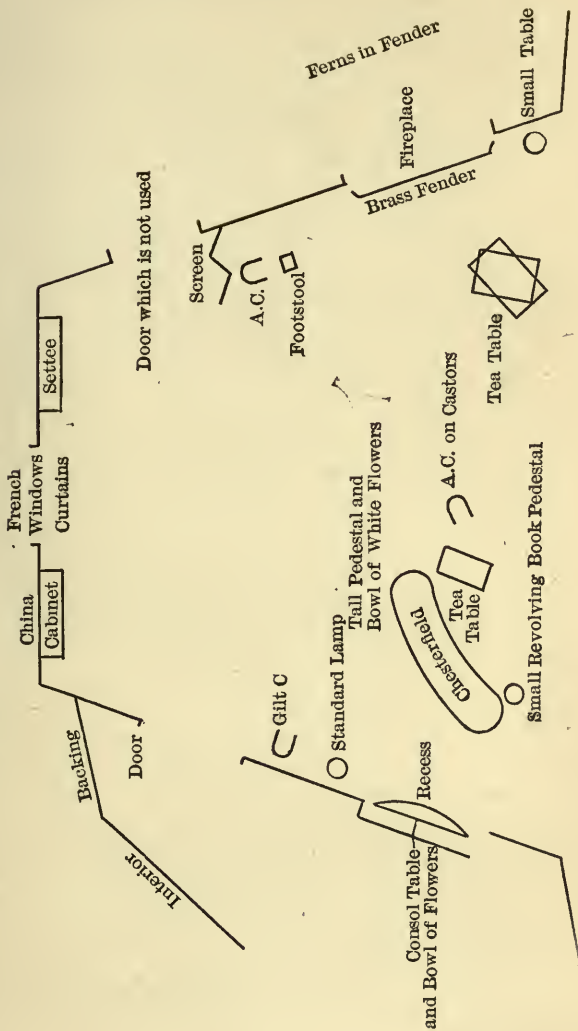 French
Windows
Curtains
China
Cabinet
Settee
Door which is not used
Ferns in Fender
Fireplace
Small Table
Brass Fender
Screen
A.C.
Footstool
Backing
Door
Interior
Gilt C
Standard Lamp
Tall Pedestal and
Bowl of White Flowers
A.C. on Castors
Tea Table
Chesterfield
Tea
Table
Small Revolving Book Pedestal
Recess
Consol Table
and Bowl of Flowers